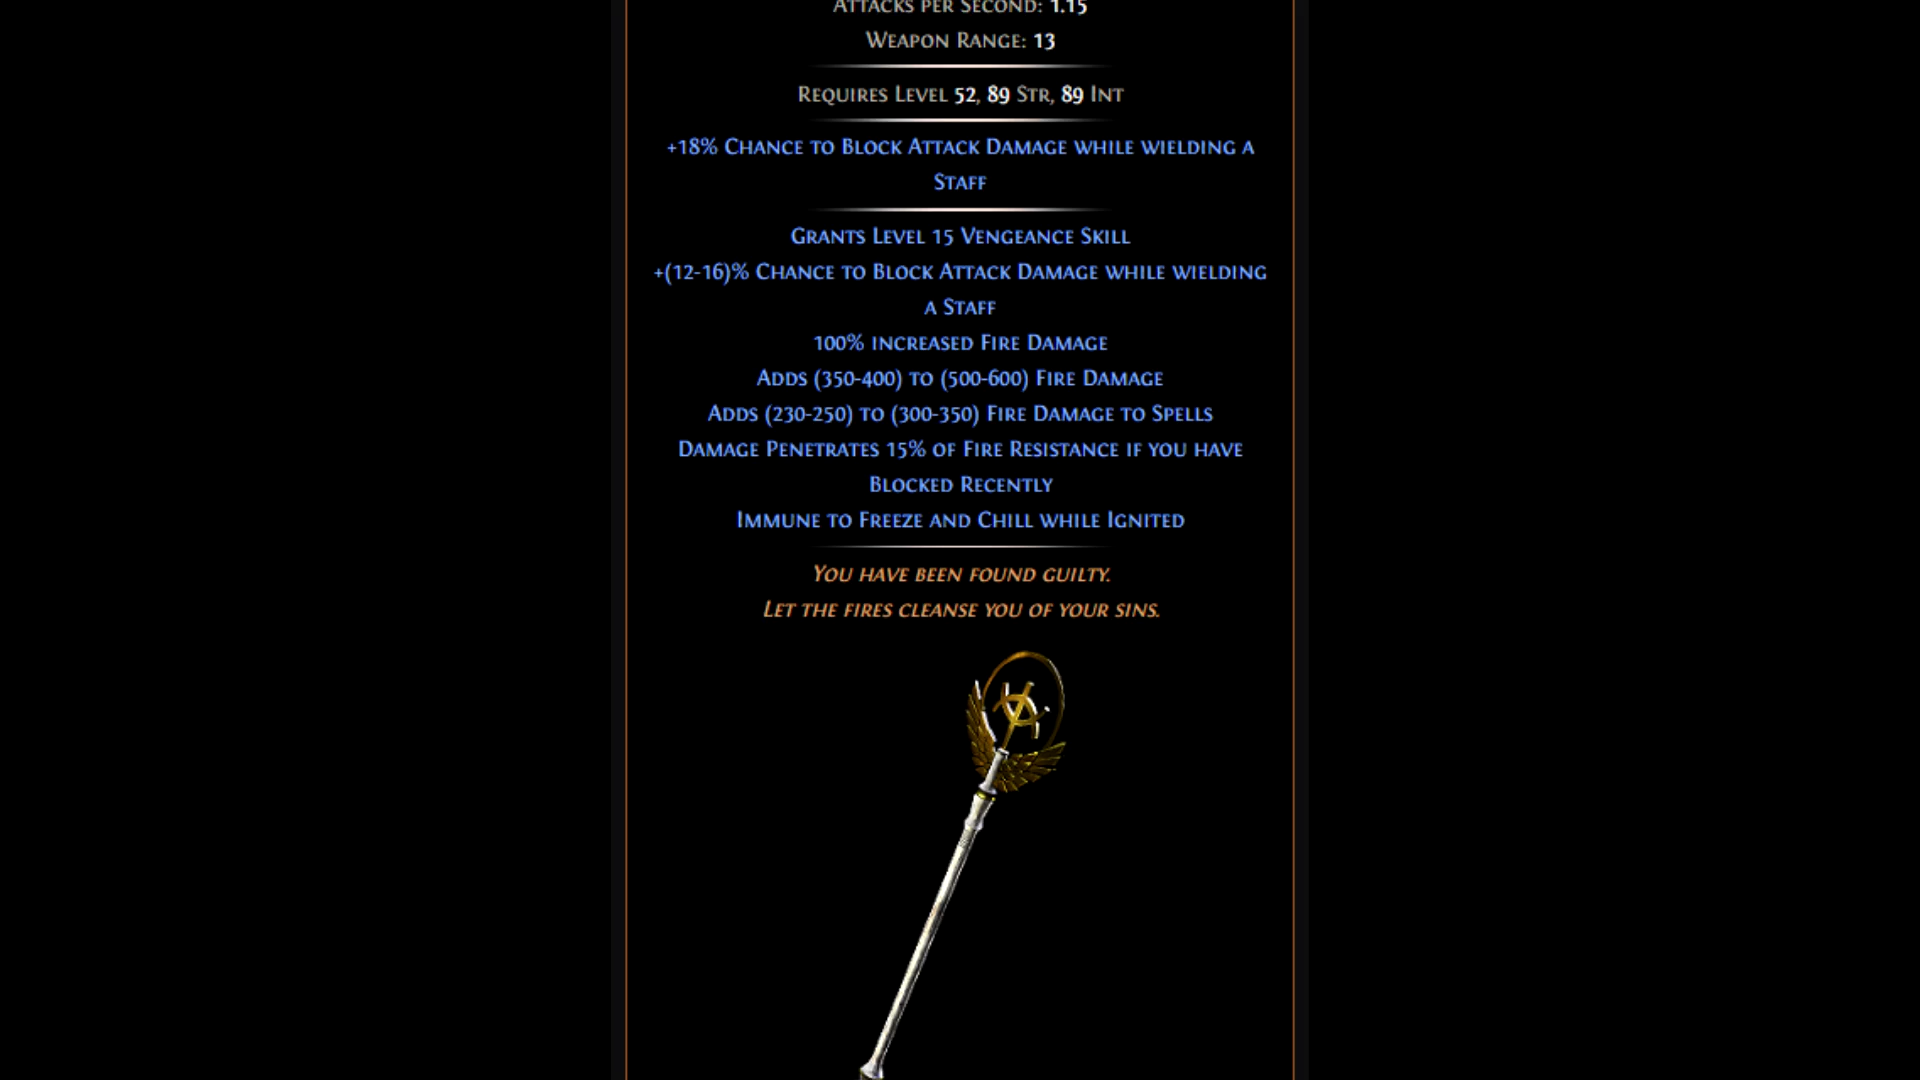 Attacks per Second: 1.15
Weapon Range: 13
Requires Level 52, 89 Str, 89 Int
+18% Chance to Block Attack Damage while wielding a
Staff
Grants Level 15 Vengeance Skill
+(12-16)% Chance to Block Attack Damage while wielding
a Staff
100% increased Fire Damage
Adds (350-400) to (500-600) Fire Damage
Adds (230-250) to (300-350) Fire Damage to Spells
Damage Penetrates 15% of Fire Resistance if you have
Blocked Recently
Immune to Freeze and Chill while Ignited
You have been found guilty.
Let the fires cleanse you of your sins.